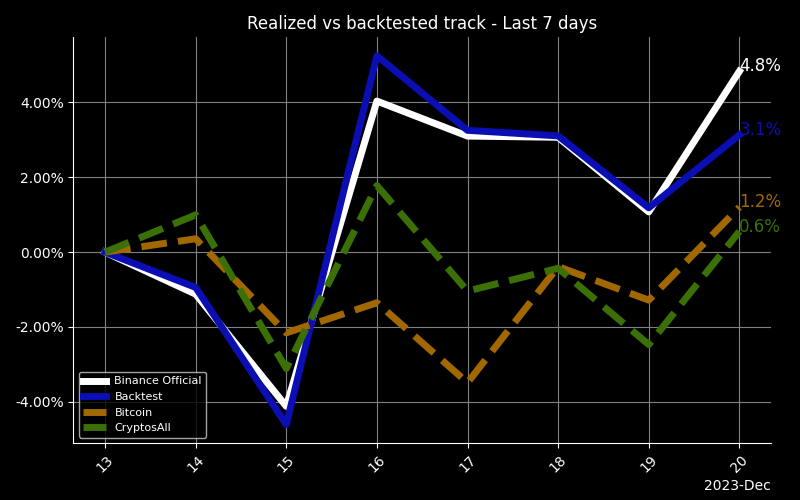 Realized vs backtested track - Last 7 days
4.8%
4.00%
3.1%
2.00%
1.2%
0.6%
0.00%
-2.00%
-4.00%
Binance Official
Backtest
Bitcoin
CryptosAll
13 14 15 16 17 18 19 20
2023-Dec